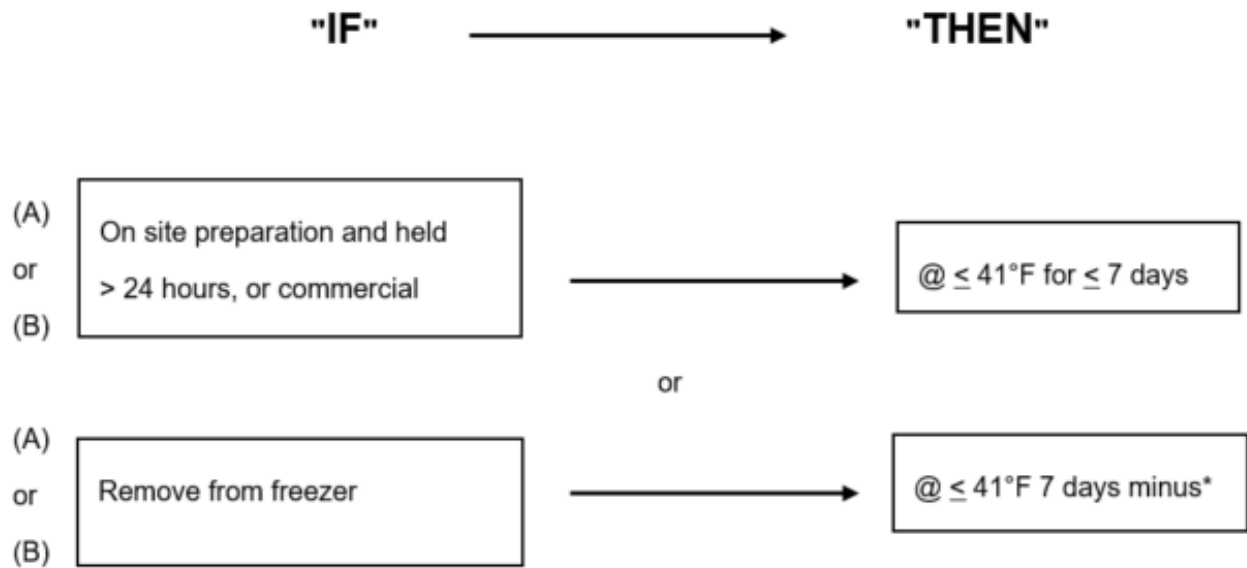 "IF" "THEN"
(A)
or
(B)
On site preparation and held
> 24 hours, or commercial
@ ≤ 41°F for ≤ 7 days
or
(A)
or
(B)
Remove from freezer
@ ≤ 41°F 7 days minus*